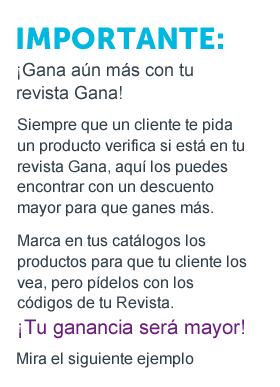 IMPORTANTE:
¡Gana aún más con tu
revista Gana!
Siempre que un cliente te pida
un producto verifica si está en tu
revista Gana, aquí los puedes
encontrar con un descuento
mayor para que ganes más.
Marca en tus catálogos los
productos para que tu cliente los
vea, pero pídelos con los
códigos de tu Revista.
¡Tu ganancia será mayor!
Mira el siguiente ejemplo